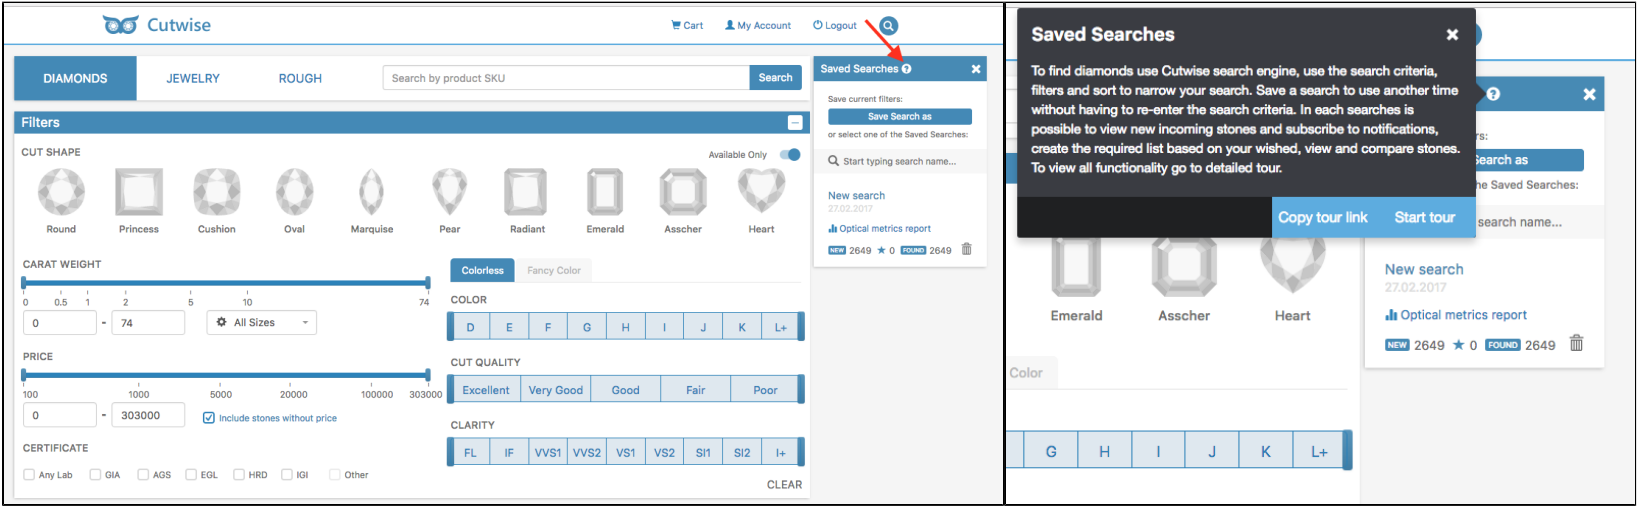 Cutwise
Cart My Account Logout
DIAMONDS JEWELRY ROUGH Search by product SKU Search
Filters
CUT SHAPE
Available Only
Round Princess Cushion Oval Marquise Pear Radiant Emerald Asscher Heart
CARAT WEIGHT
0 0.5 1 2 5 10 74
0 - 74 All Sizes
PRICE
100 1000 5000 20000 100000 303000
0 - 303000 Include stones without price
CERTIFICATE
Any Lab GIA AGS EGL HRD IGI Other
Colorless Fancy Color
COLOR
D E F G H I J K L+
CUT QUALITY
Excellent Very Good Good Fair Poor
CLARITY
FL IF VVS1 VVS2 VS1 VS2 SI1 SI2 I+
CLEAR
Saved Searches ?
Save current filters:
Save Search as
or select one of the Saved Searches:
Start typing search name...
New search
27.02.2017
Optical metrics report
NEW 2649 0 FOUND 2649
Saved Searches
To find diamonds use Cutwise search engine, use the search criteria,
filters and sort to narrow your search. Save a search to use another time
without having to re-enter the search criteria. In each searches is
possible to view new incoming stones and subscribe to notifications,
create the required list based on your wished, view and compare stones.
To view all functionality go to detailed tour.
Copy tour link Start tour
?
rs:
Search as
he Saved Searches:
search name...
New search
27.02.2017
Optical metrics report
NEW 2649 0 FOUND 2649
Emerald Asscher Heart
Color
G H I J K L+